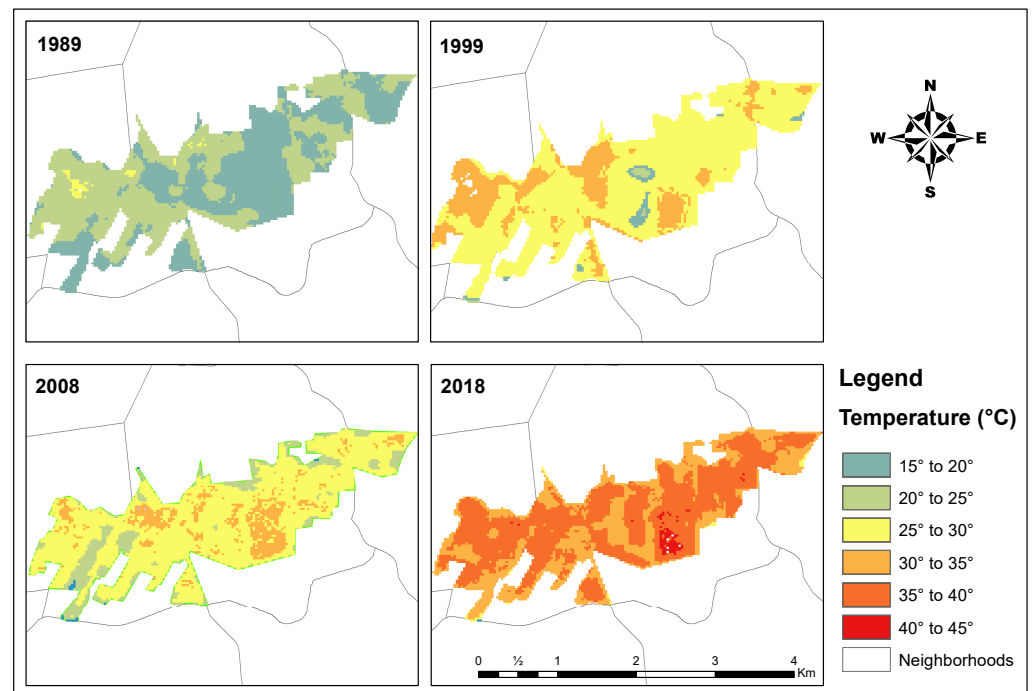 1989
1999
N
W
E
S
2008
2018
Legend
Temperature (°C)
15° to 20°
20° to 25°
25° to 30°
30° to 35°
35° to 40°
40° to 45°
Neighborhoods
0 ½ 1 2 3 4
Km